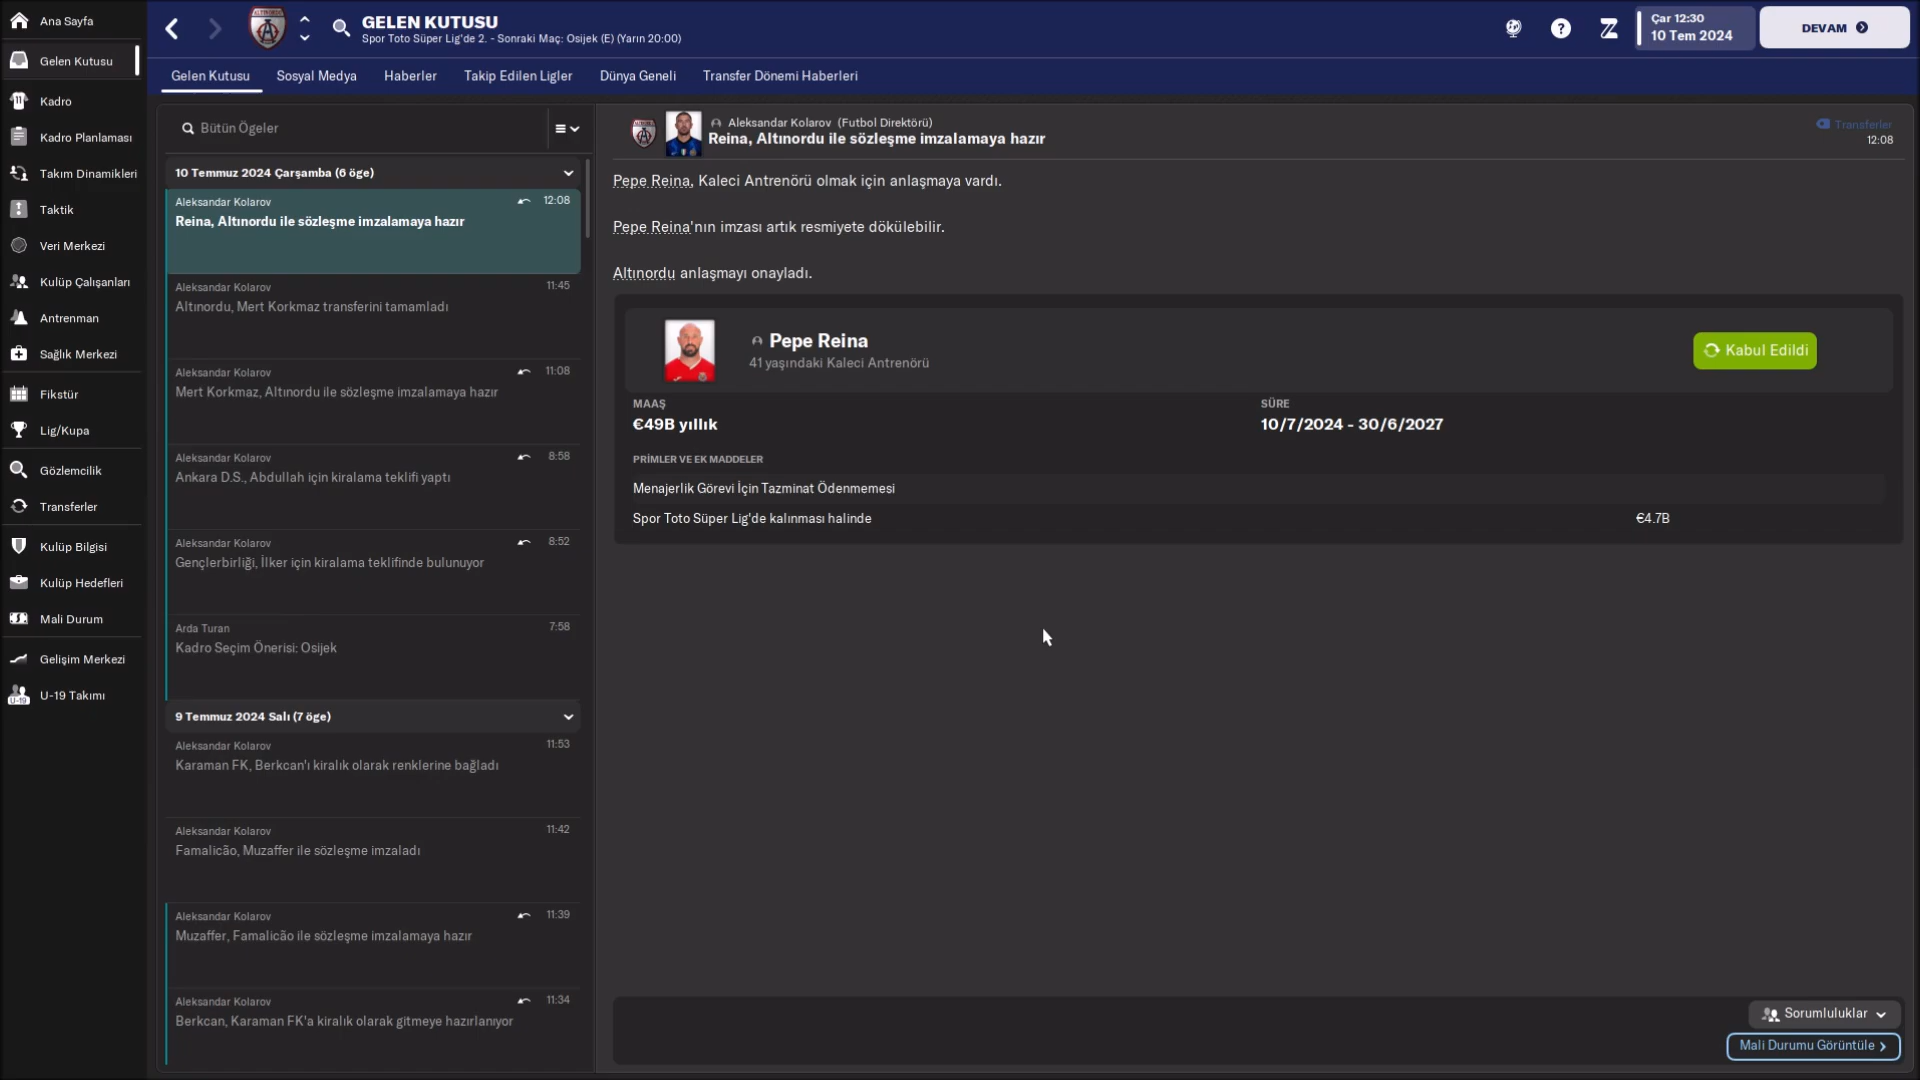 Ana Sayfa
Gelen Kutusu
Kadro
Kadro Planlaması
Takım Dinamikleri
Taktik
Veri Merkezi
Kulüp Çalışanları
Antrenman
Sağlık Merkezi
Fikstür
Lig/Kupa
Gözlemcilik
Transferler
Kulüp Bilgisi
Kulüp Hedefleri
Mali Durum
Gelişim Merkezi
U-19 Takımı
GELEN KUTUSU
Spor Toto Süper Lig'de 2. - Sonraki Maç: Osijek (E) (Yarın 20:00)
Çar 12:30
10 Tem 2024
DEVAM
Gelen Kutusu Sosyal Medya Haberler Takip Edilen Ligler Dünya Geneli Transfer Dönemi Haberleri
Bütün Ögeler
10 Temmuz 2024 Çarşamba (6 öge)
Aleksandar Kolarov 12:08
Reina, Altınordu ile sözleşme imzalamaya hazır
Aleksandar Kolarov 11:45
Altınordu, Mert Korkmaz transferini tamamladı
Aleksandar Kolarov 11:08
Mert Korkmaz, Altınordu ile sözleşme imzalamaya hazır
Aleksandar Kolarov 8:58
Ankara D.S., Abdullah için kiralama teklifi yaptı
Aleksandar Kolarov 8:52
Gençlerbirliği, İlker için kiralama teklifinde bulunuyor
Arda Turan 7:58
Kadro Seçim Önerisi: Osijek
9 Temmuz 2024 Salı (7 öge)
Aleksandar Kolarov 11:53
Karaman FK, Berkcan'ı kiralık olarak renklerine bağladı
Aleksandar Kolarov 11:42
Famalicão, Muzaffer ile sözleşme imzaladı
Aleksandar Kolarov 11:39
Muzaffer, Famalicão ile sözleşme imzalamaya hazır
Aleksandar Kolarov 11:34
Berkcan, Karaman FK'a kiralık olarak gitmeye hazırlanıyor
Aleksandar Kolarov (Futbol Direktörü)
Reina, Altınordu ile sözleşme imzalamaya hazır
Transferler
12:08
Pepe Reina, Kaleci Antrenörü olmak için anlaşmaya vardı.
Pepe Reina'nın imzası artık resmiyete dökülebilir.
Altınordu anlaşmayı onayladı.
Pepe Reina
41 yaşındaki Kaleci Antrenörü
Kabul Edildi
MAAŞ
€49B yıllık
SÜRE
10/7/2024 - 30/6/2027
PRİMLER VE EK MADDELER
Menajerlik Görevi İçin Tazminat Ödenmemesi
Spor Toto Süper Lig'de kalınması halinde €4.7B
Sorumluluklar
Mali Durumu Görüntüle